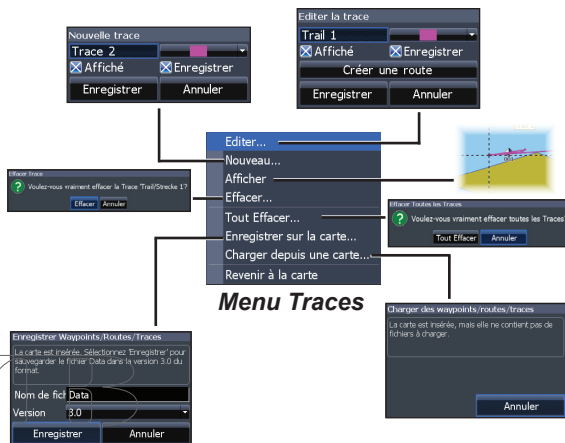 Nouvelle trace
Trace 2
Affiché
Enregistrer
Enregistrer
Annuler
Editer la trace
Trail 1
Affiché
Enregistrer
Créer une route
Enregistrer
Annuler
Editer...
Nouveau...
Afficher
Effacer...
Tout Effacer...
Enregistrer sur la carte...
Charger depuis une carte...
Revenir à la carte
Menu Traces
Effacer Trace
Voulez-vous vraiment effacer la Trace 'Trail/Strecke 1'?
Effacer
Annuler
Effacer Toutes les Traces
Voulez-vous vraiment effacer toutes les Traces?
Tout Effacer
Annuler
Enregistrer Waypoints/Routes/Traces
La carte est insérée. Sélectionnez 'Enregistrer' pour
sauvegarder le fichier Data dans la version 3.0 du
format.
Nom de fich
Data
Version
3.0
Enregistrer
Annuler
Charger des waypoints/routes/traces
La carte est insérée, mais elle ne contient pas de
fichiers à charger.
Annuler